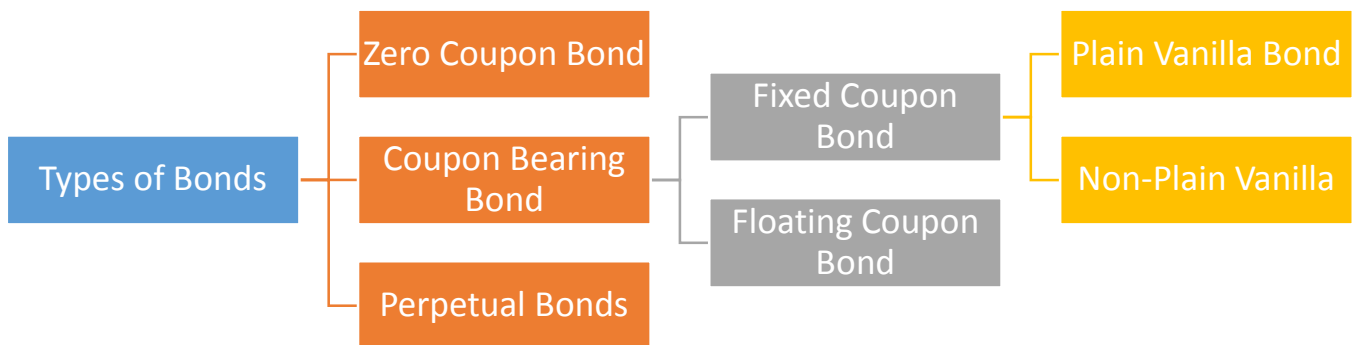 Types of Bonds
Zero Coupon Bond
Coupon Bearing
Bond
Perpetual Bonds
Fixed Coupon
Bond
Floating Coupon
Bond
Plain Vanilla Bond
Non-Plain Vanilla